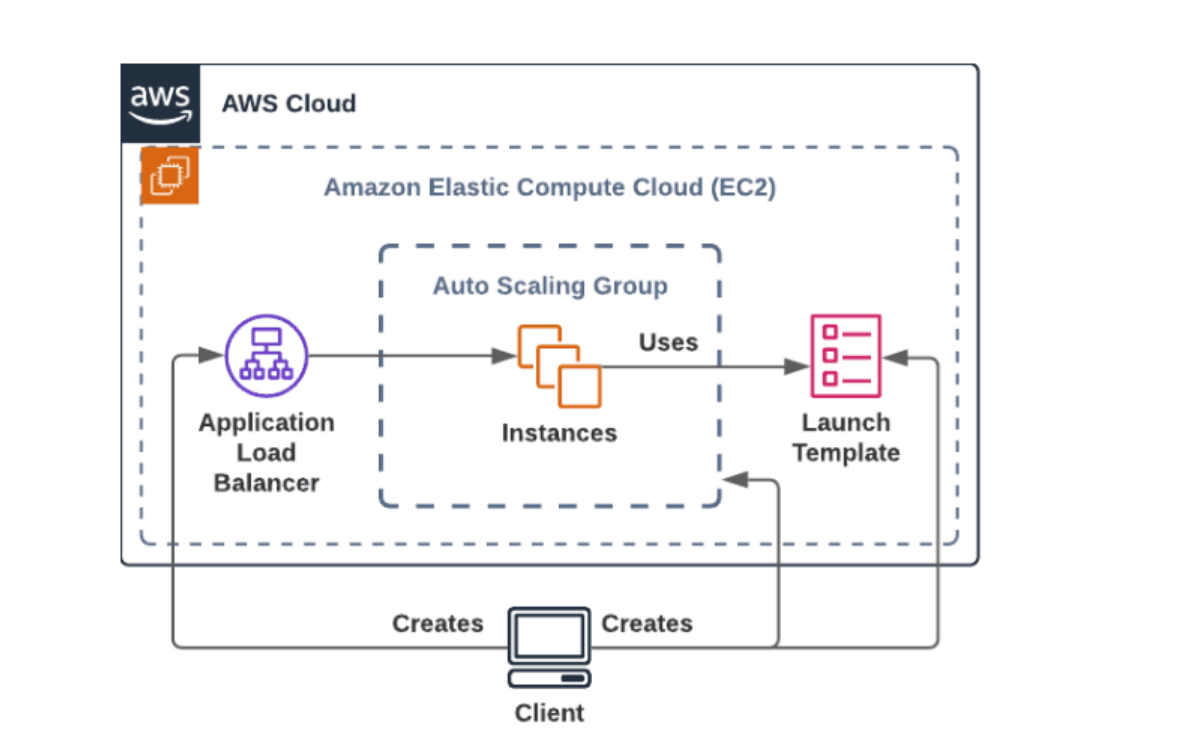 aws
AWS Cloud
Amazon Elastic Compute Cloud (EC2)
Auto Scaling Group
Uses
Application
Load
Balancer
Instances
Launch
Template
Creates
Creates
Client